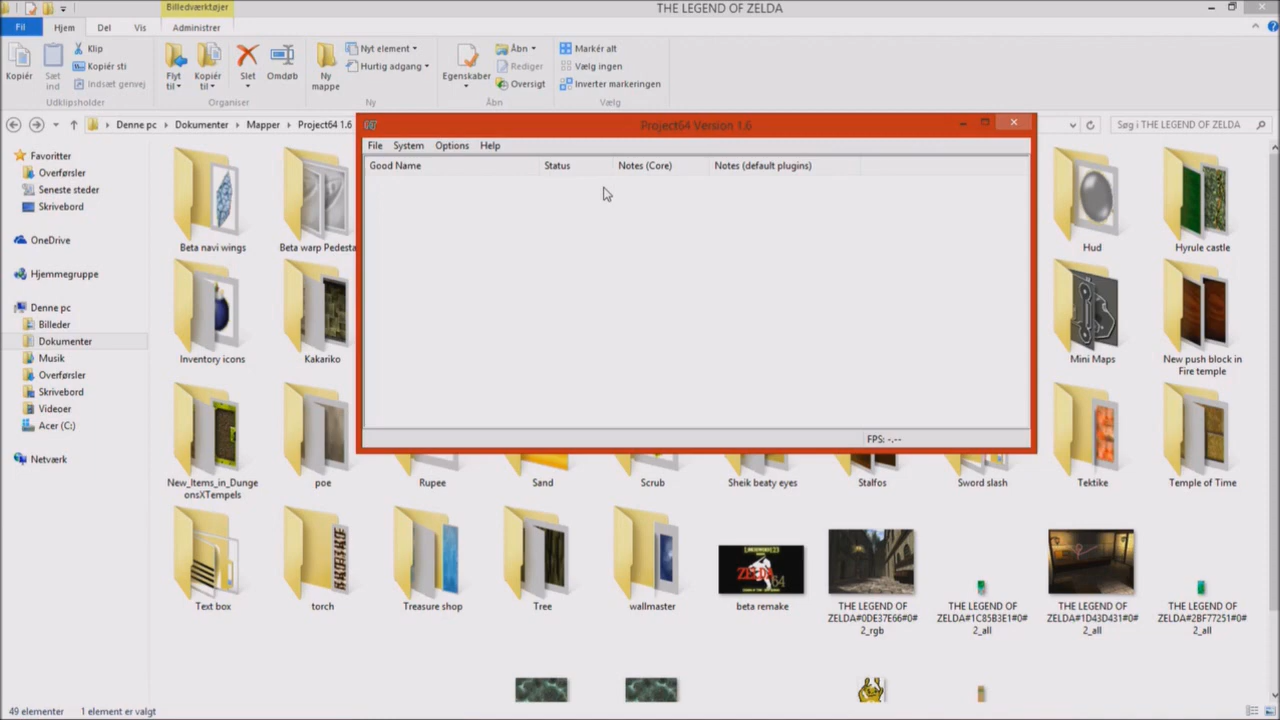 Billedværktøjer
THE LEGEND OF ZELDA
Fil
Hjem
Del
Vis
Administrer
Kopiér
Sæt
ind
Klip
Kopiér sti
Indsæt genvej
Udklipsholder
Flyt
til
Kopiér
til
Slet
Omdøb
Organiser
Ny
mappe
Nyt element
Hurtig adgang
Ny
Egenskaber
Åbn
Rediger
Oversigt
Åbn
Markér alt
Vælg ingen
Inverter markeringen
Vælg
Denne pc
Dokumenter
Mapper
Project64 1.6
Søg i THE LEGEND OF ZELDA
Favoritter
Overførsler
Seneste steder
Skrivebord
OneDrive
Hjemmegruppe
Denne pc
Billeder
Dokumenter
Musik
Overførsler
Skrivebord
Videoer
Acer (C:)
Netværk
Project64 Version 1.6
File
System
Options
Help
Good Name
Status
Notes (Core)
Notes (default plugins)
FPS: -.--
Beta navi wings
Beta warp Pedesta
Hud
Hyrule castle
Inventory icons
Kakariko
Mini Maps
New push block in
Fire temple
New_Items_in_Dunge
onsXTempels
poe
Rupee
Sand
Scrub
Sheik beaty eyes
Stalfos
Sword slash
Tektike
Temple of Time
Text box
torch
Treasure shop
Tree
wallmaster
ZELDA
64
beta remake
THE LEGEND OF
ZELDA#0DE37E66#0#
2_rgb
THE LEGEND OF
ZELDA#1C85B3E1#0#
2_all
THE LEGEND OF
ZELDA#1D43D431#0#
2_all
THE LEGEND OF
ZELDA#2BF77251#0#
2_all
49 elementer
1 element er valgt